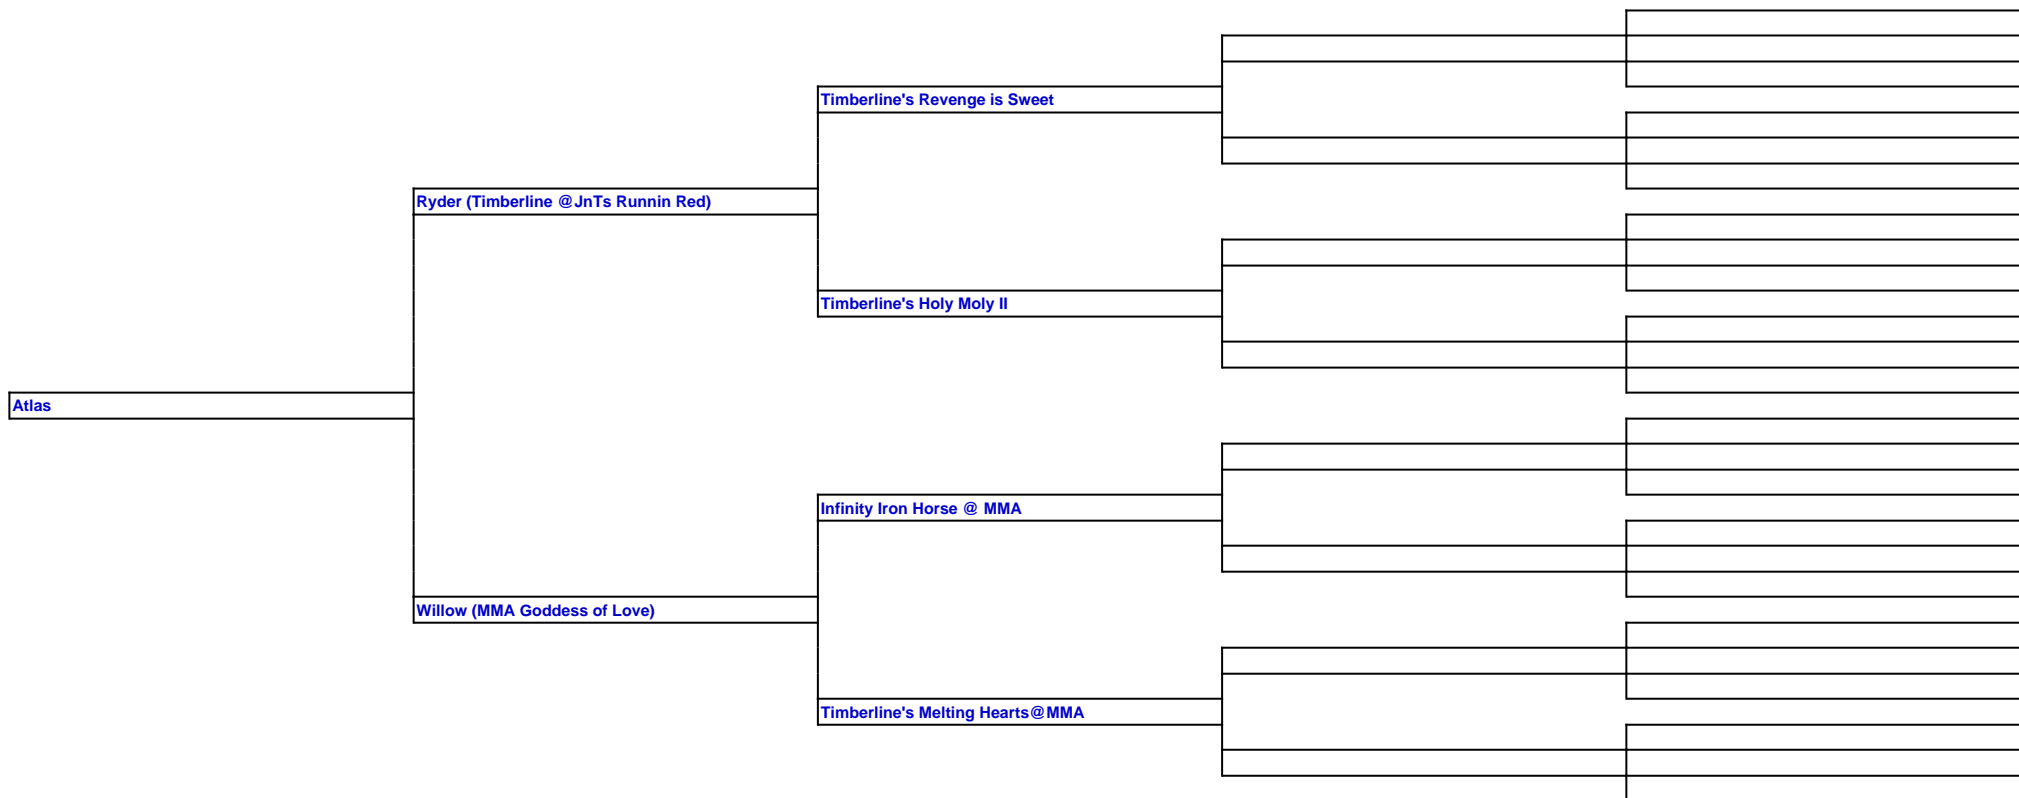 Timberline's Revenge is Sweet
Ryder (Timberline @JnTs Runnin Red)
Timberline's Holy Moly II
Atlas
Infinity Iron Horse @ MMA
Willow (MMA Goddess of Love)
Timberline's Melting Hearts@MMA